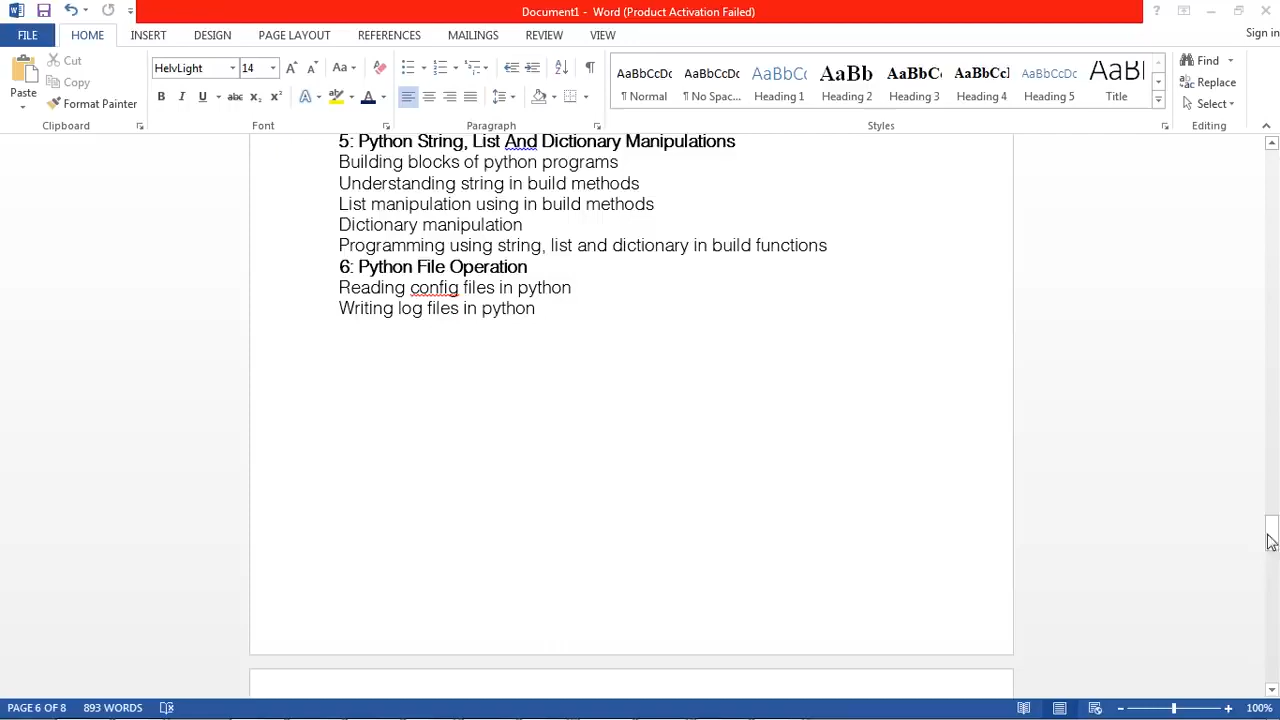 Document1 - Word (Product Activation Failed)
FILE HOME INSERT DESIGN PAGE LAYOUT REFERENCES MAILINGS REVIEW VIEW Sign in
Paste
Cut
Copy
Format Painter
Clipboard
HelvLight 14
Aa
B I U abc x₂ x² A A
Font
Paragraph
AaBbCcDc AaBbCcDc AaBbCc AaBb AaBbC AaBbCcI AaBbCcDc AaBI
¶ Normal ¶ No Spac... Heading 1 Heading 2 Heading 3 Heading 4 Heading 5 Title
Styles
Find
Replace
Select
Editing
5: Python String, List And Dictionary Manipulations
Building blocks of python programs
Understanding string in build methods
List manipulation using in build methods
Dictionary manipulation
Programming using string, list and dictionary in build functions
6: Python File Operation
Reading config files in python
Writing log files in python
PAGE 6 OF 8 893 WORDS 100%